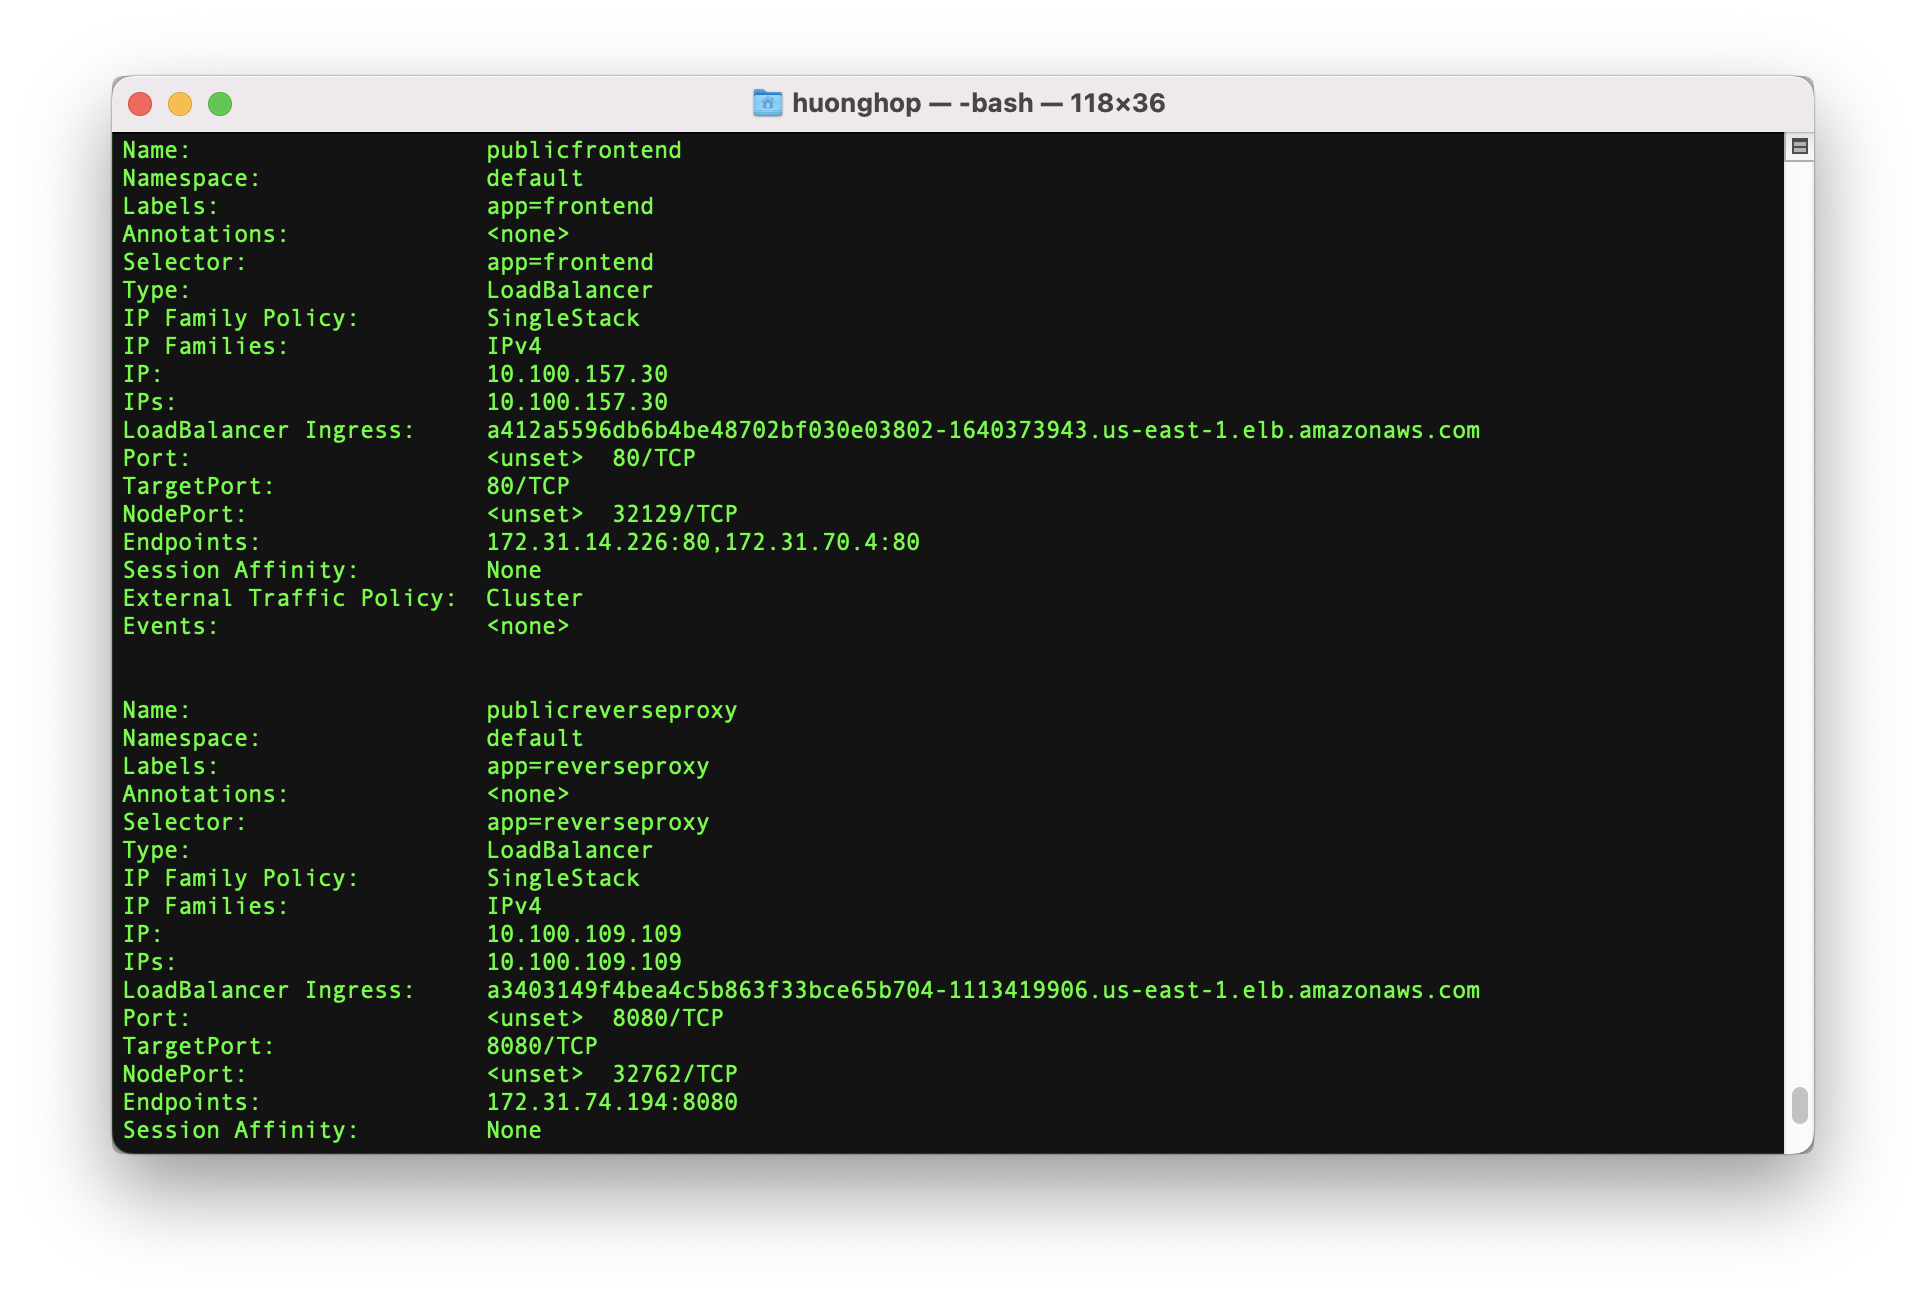 huonghop — -bash — 118×36
Name: publicfrontend
Namespace: default
Labels: app=frontend
Annotations: <none>
Selector: app=frontend
Type: LoadBalancer
IP Family Policy: SingleStack
IP Families: IPv4
IP: 10.100.157.30
IPs: 10.100.157.30
LoadBalancer Ingress: a412a5596db6b4be48702bf030e03802-1640373943.us-east-1.elb.amazonaws.com
Port: <unset> 80/TCP
TargetPort: 80/TCP
NodePort: <unset> 32129/TCP
Endpoints: 172.31.14.226:80,172.31.70.4:80
Session Affinity: None
External Traffic Policy: Cluster
Events: <none>
Name: publicreverseproxy
Namespace: default
Labels: app=reverseproxy
Annotations: <none>
Selector: app=reverseproxy
Type: LoadBalancer
IP Family Policy: SingleStack
IP Families: IPv4
IP: 10.100.109.109
IPs: 10.100.109.109
LoadBalancer Ingress: a3403149f4bea4c5b863f33bce65b704-1113419906.us-east-1.elb.amazonaws.com
Port: <unset> 8080/TCP
TargetPort: 8080/TCP
NodePort: <unset> 32762/TCP
Endpoints: 172.31.74.194:8080
Session Affinity: None